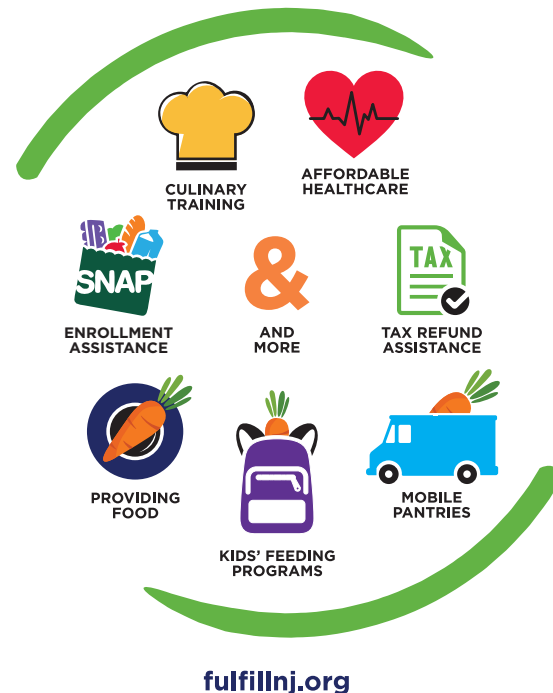 CULINARY
TRAINING
AFFORDABLE
HEALTHCARE
SNAP
ENROLLMENT
ASSISTANCE
&
AND
MORE
TAX
TAX REFUND
ASSISTANCE
PROVIDING
FOOD
KIDS' FEEDING
PROGRAMS
MOBILE
PANTRIES
fulfillnj.org